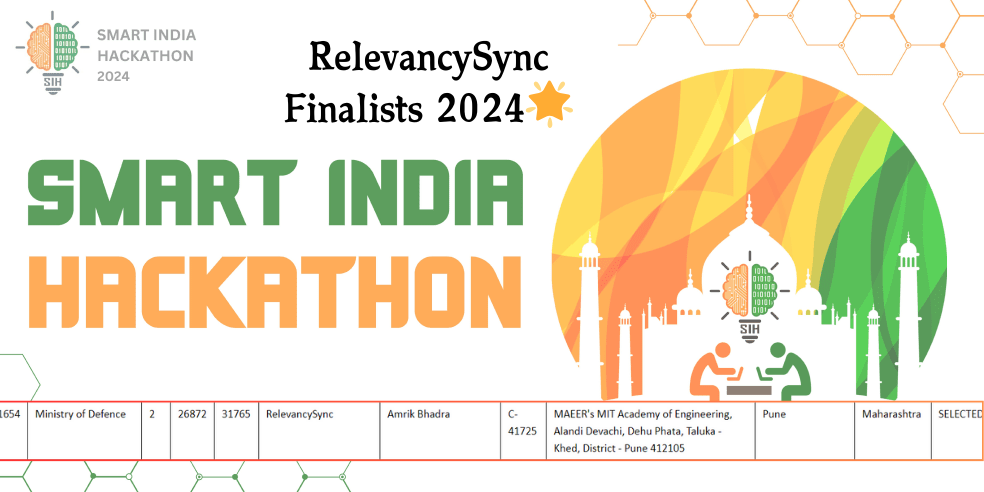 SMART INDIA
HACKATHON
2024
SIH
RelevancySync
Finalists 2024
SMART INDIA
HACKATHON
SIH
1654 Ministry of Defence 2 26872 31765 RelevancySync Amrik Bhadra C-41725 MAEER's MIT Academy of Engineering, Pune Maharashtra SELECTED
Alandi Devachi, Dehu Phata, Taluka -
Khed, District - Pune 412105